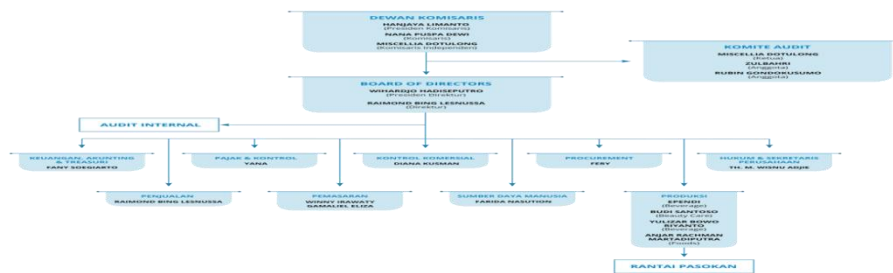 DEWAN KOMISARIS
HANJAYA LIMANTO
(Presiden Komisaris)
NANA PUSPA DEWI
(Komisaris)
MISCELLIA DOTULONG
(Komisaris Independen)
KOMITE AUDIT
MISCELLIA DOTULONG
(Ketua)
ZULBAHRI
(Anggota)
RUBIN GONDOKUSUMO
(Anggota)
BOARD OF DIRECTORS
WIHARDJO HADISEPUTRO
(Presiden Direktur)
RAIMOND BING LESNUSSA
(Direktur)
AUDIT INTERNAL
KEUANGAN, AKUNTING
& TREASURI
FANY SOEGIARTO
PAJAK & KONTROL
YANA
KONTROL KOMERSIAL
DIANA KUSMAN
PROCUREMENT
FERY
HUKUM & SEKRETARIS
PERUSAHAAN
TH. M. WISNU ADJIE
PENJUALAN
RAIMOND BING LESNUSSA
PEMASARAN
WINNY IRAWATY
GAMALIEL ELIZA
SUMBER DAYA MANUSIA
FARIDA NASUTION
PRODUKSI
EPENDI
(Beverage)
BUDI SANTOSO
(Beauty Care)
YULIZAR BOWO
RIYANTO
(Beverage)
ANJAR RACHMAN
MARTADIPUTRA
(Foods)
RANTAI PASOKAN